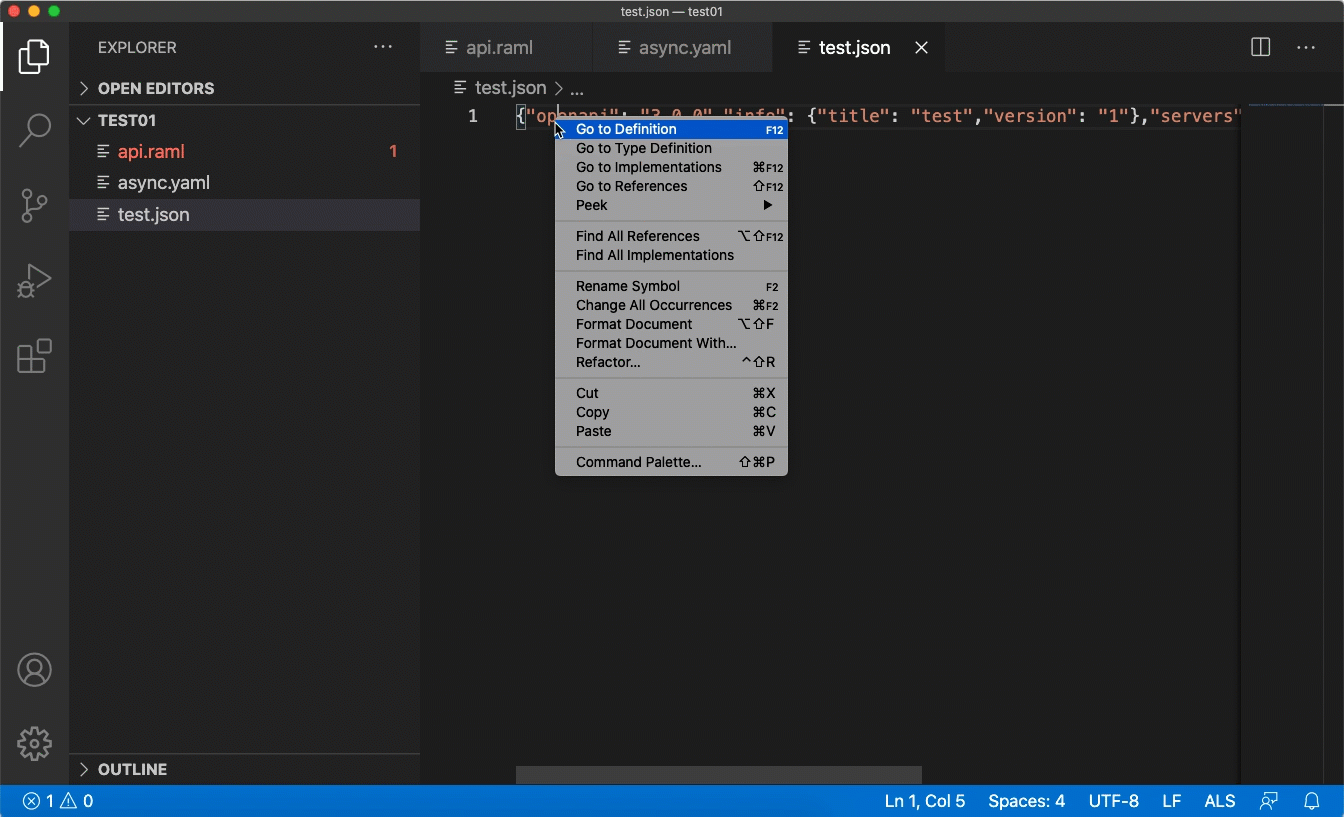 test.json — test01
EXPLORER
OPEN EDITORS
TEST01
api.raml 1
async.yaml
test.json
OUTLINE
api.raml async.yaml test.json
test.json > ...
1 {"openapi": "3.0.0","info": {"title": "test","version": "1"},"servers"
Go to Definition F12
Go to Type Definition
Go to Implementations ⌘F12
Go to References ⇧F12
Peek
Find All References ⌥⇧F12
Find All Implementations
Rename Symbol F2
Change All Occurrences ⌘F2
Format Document ⌥⇧F
Format Document With...
Refactor... ^⇧R
Cut ⌘X
Copy ⌘C
Paste ⌘V
Command Palette... ⇧⌘P
1 0 Ln 1, Col 5 Spaces: 4 UTF-8 LF ALS